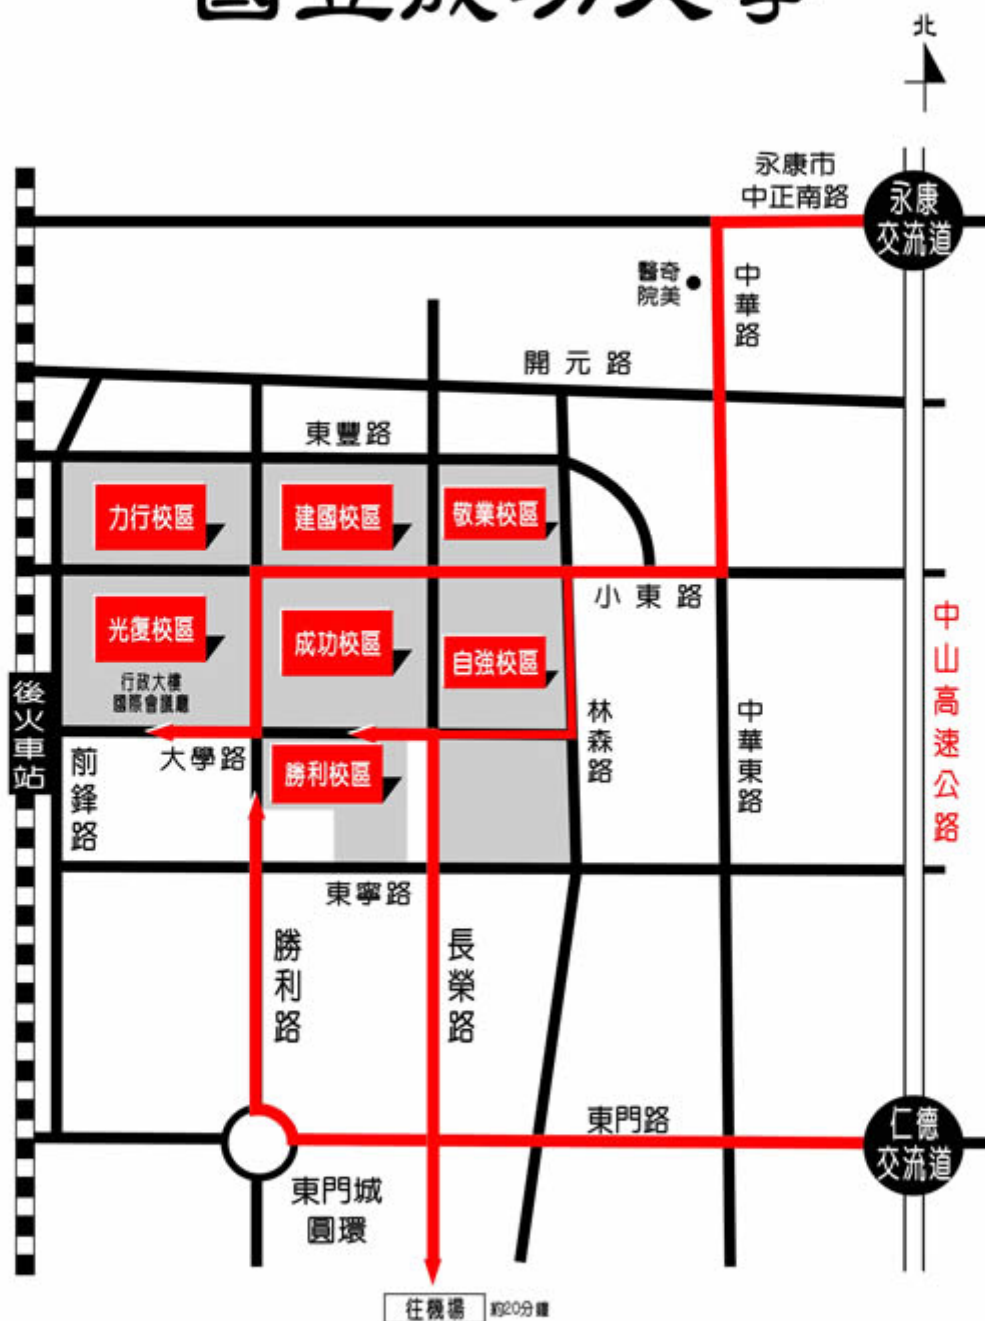 國立成功大學
北
永康市
中正南路
永康
交流道
醫奇
院美
中華路
開元路
東豐路
力行校區
建國校區
敬業校區
小東路
光復校區
成功校區
自強校區
中山高速公路
行政大樓
國際會議廳
後火車站
林森路
中華東路
大學路
前鋒路
勝利校區
東寧路
勝利路
長榮路
東門路
仁德
交流道
東門城
圓環
往機場 約20分鐘